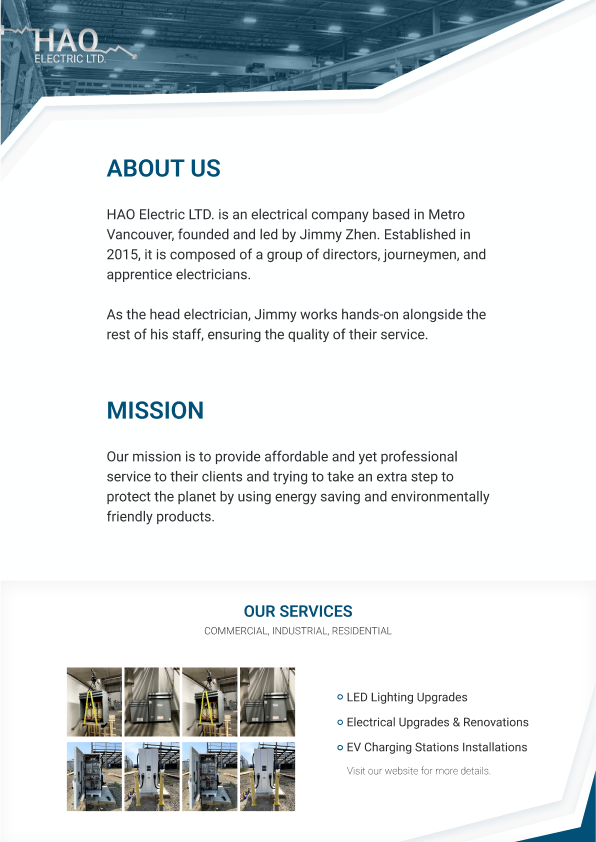 HAO
ELECTRIC LTD.
ABOUT US
HAO Electric LTD. is an electrical company based in Metro
Vancouver, founded and led by Jimmy Zhen. Established in
2015, it is composed of a group of directors, journeymen, and
apprentice electricians.
As the head electrician, Jimmy works hands-on alongside the
rest of his staff, ensuring the quality of their service.
MISSION
Our mission is to provide affordable and yet professional
service to their clients and trying to take an extra step to
protect the planet by using energy saving and environmentally
friendly products.
OUR SERVICES
COMMERCIAL, INDUSTRIAL, RESIDENTIAL
LED Lighting Upgrades
Electrical Upgrades & Renovations
EV Charging Stations Installations
Visit our website for more details.